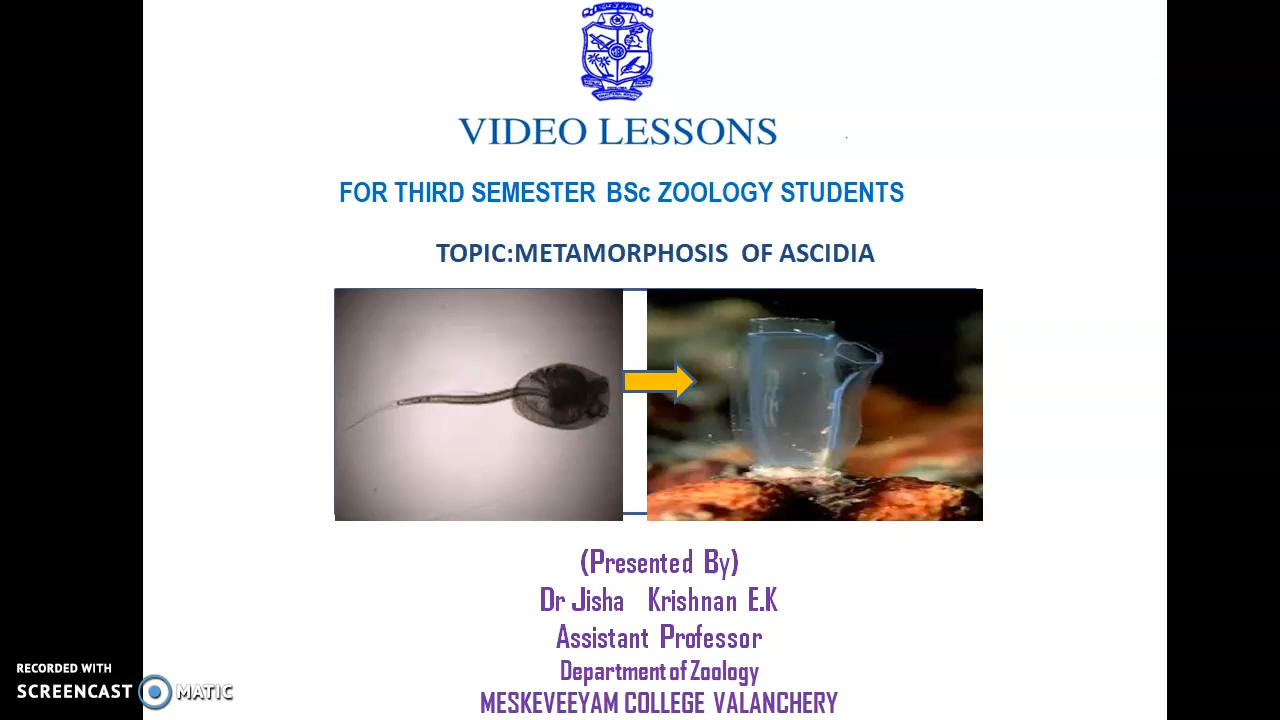 VIDEO LESSONS
FOR THIRD SEMESTER BSc ZOOLOGY STUDENTS
TOPIC:METAMORPHOSIS OF ASCIDIA
(Presented By)
Dr Jisha Krishnan E.K
Assistant Professor
Department of Zoology
MESKEVEEYAM COLLEGE VALANCHERY
RECORDED WITH
SCREENCAST MATIC